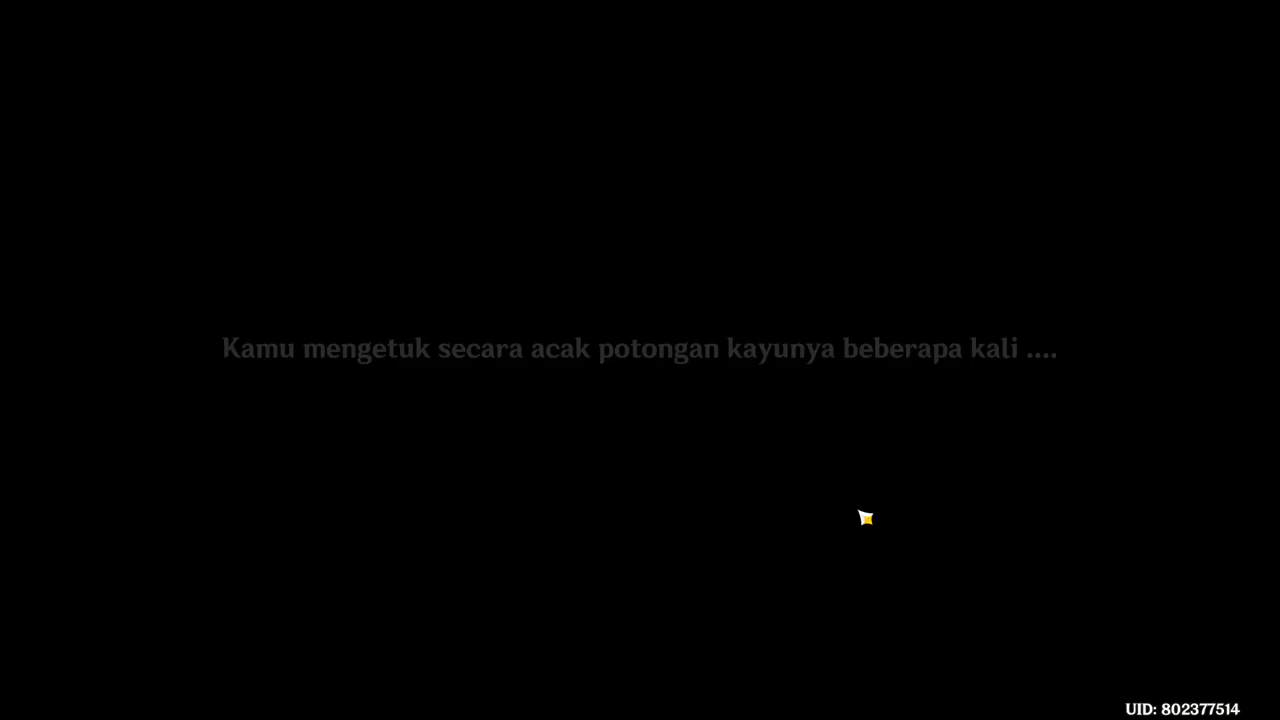 Kamu mengetuk secara acak potongan kayunya beberapa kali ....
UID: 802377514